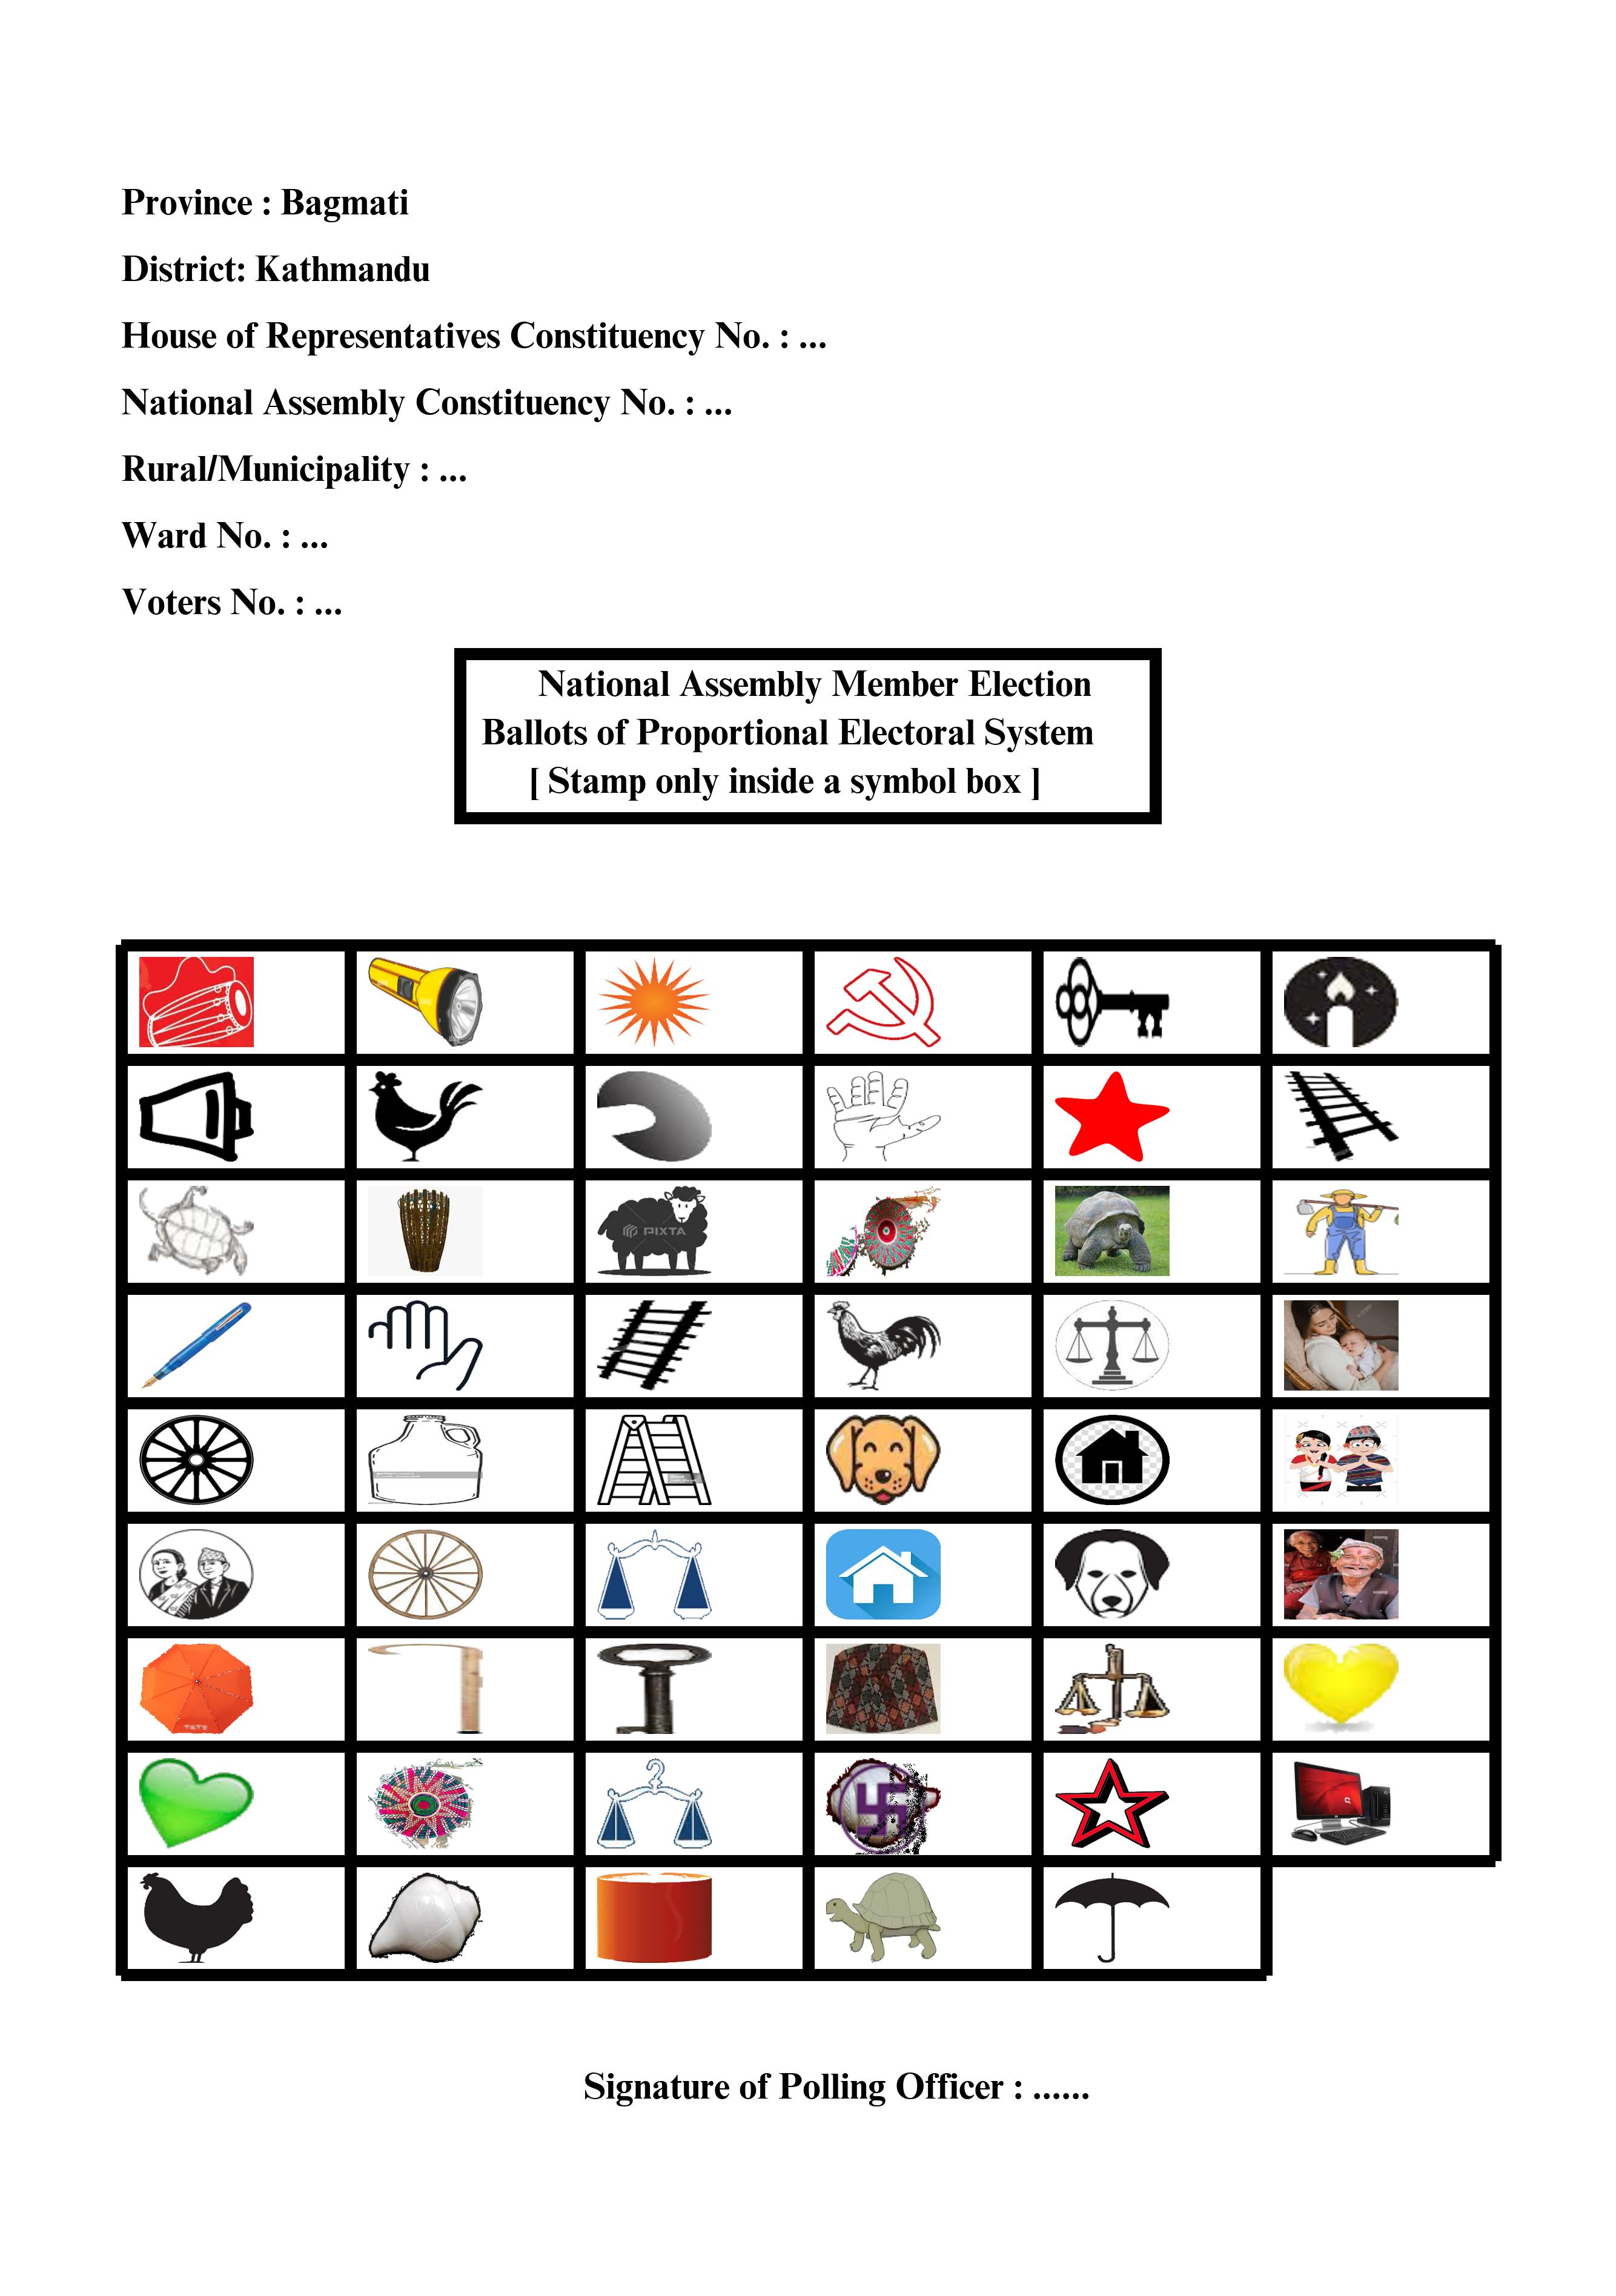 Province : Bagmati
District: Kathmandu
House of Representatives Constituency No. : ...
National Assembly Constituency No. : ...
Rural/Municipality : ...
Ward No. : ...
Voters No. : ...
National Assembly Member Election
Ballots of Proportional Electoral System
[ Stamp only inside a symbol box ]
PIXTA
TATE
Signature of Polling Officer : ......